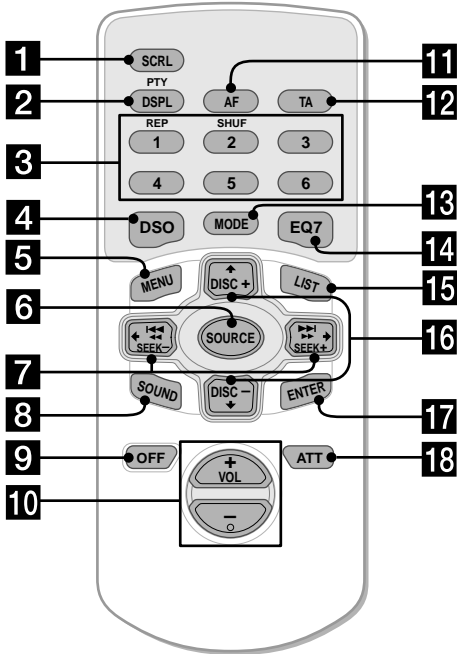 1 SCRL 11
PTY
2 DSPL AF TA 12
REP SHUF
1 2 3
3
4 5 6
4 DSO MODE EQ7 13
14
5 MENU DISC + LIST 15
6 SOURCE 16
SEEK– SEEK+
7
8 SOUND DISC – ENTER 17
9 OFF ATT 18
+
VOL
10
–